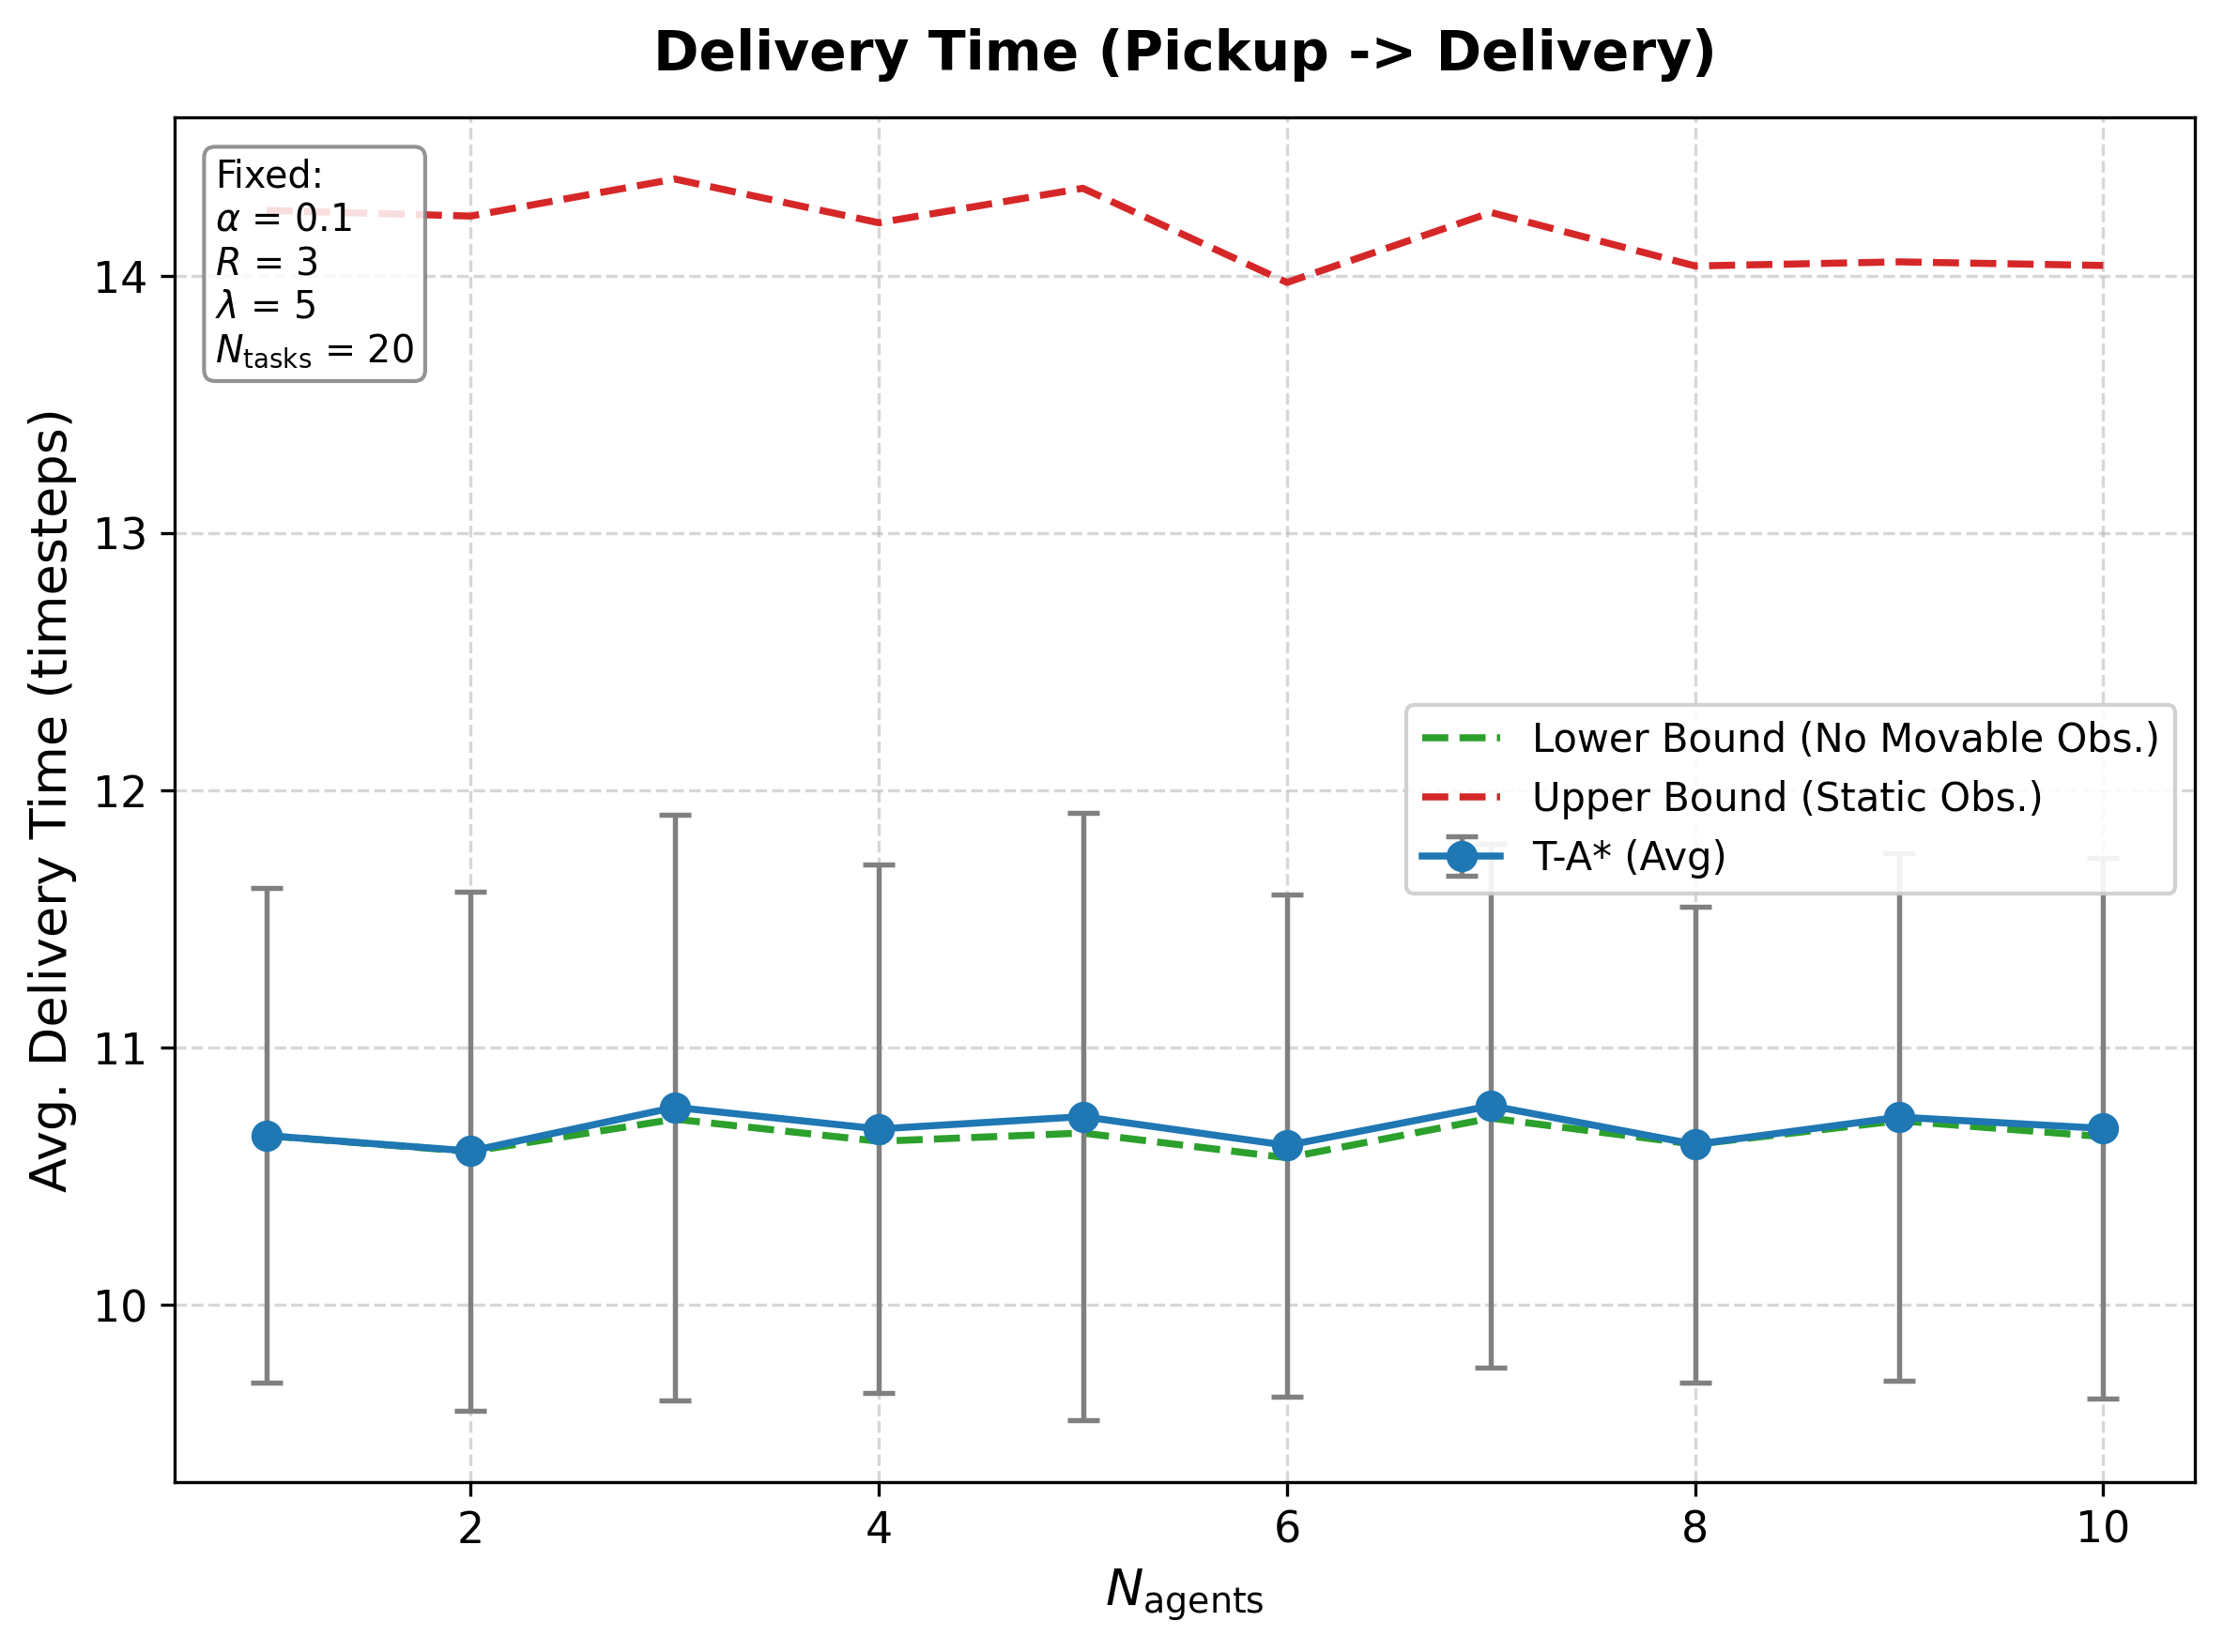 Delivery Time (Pickup -> Delivery)
Fixed:
α = 0.1
R = 3
λ = 5
N_tasks = 20
Avg. Delivery Time (timesteps)
14
13
12
11
10
Lower Bound (No Movable Obs.)
Upper Bound (Static Obs.)
T-A* (Avg)
2 4 6 8 10
N_agents